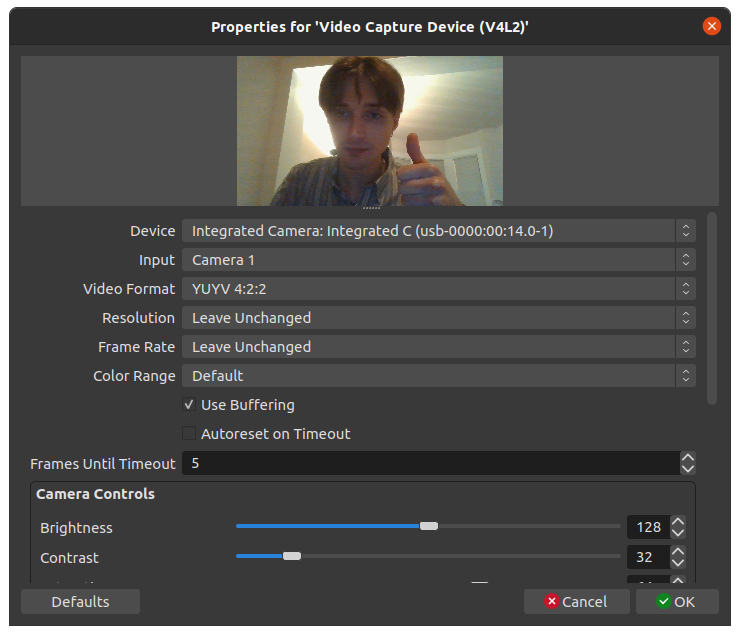 Properties for 'Video Capture Device (V4L2)'
Device Integrated Camera: Integrated C (usb-0000:00:14.0-1)
Input Camera 1
Video Format YUYV 4:2:2
Resolution Leave Unchanged
Frame Rate Leave Unchanged
Color Range Default
Use Buffering
Autoreset on Timeout
Frames Until Timeout 5
Camera Controls
Brightness 128
Contrast 32
Defaults Cancel OK